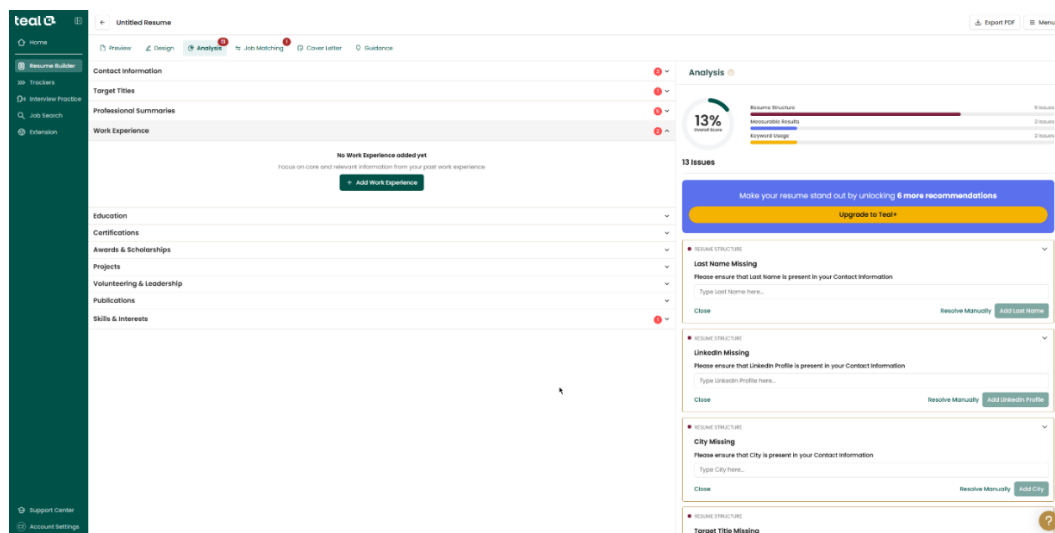 teal
Untitled Resume
Export PDF
Menu
Home
Resume Builder
Trackers
Interview Practice
Job Search
Extension
Support Center
Account Settings
Preview
Design
Analysis
Job Matching
1
Cover Letter
Guidance
Contact Information
Target Titles
1
Professional Summaries
Work Experience
2
No Work Experience added yet
Focus on core and relevant information from your past work experience
+ Add Work Experience
Education
Certifications
Awards & Scholarships
Projects
Volunteering & Leadership
Publications
Skills & Interests
1
Analysis
13%
Overall Score
Resume Structure
9 Issues
Measurable Results
2 Issues
Keyword Usage
2 Issues
13 Issues
Make your resume stand out by unlocking 6 more recommendations
Upgrade to Teal+
RESUME STRUCTURE
Last Name Missing
Please ensure that Last Name is present in your Contact Information
Type Last Name here...
Close
Resolve Manually
Add Last Name
RESUME STRUCTURE
LinkedIn Missing
Please ensure that LinkedIn Profile is present in your Contact Information
Type LinkedIn Profile here...
Close
Resolve Manually
Add LinkedIn Profile
RESUME STRUCTURE
City Missing
Please ensure that City is present in your Contact Information
Type City here...
Close
Resolve Manually
Add City
RESUME STRUCTURE
Target Title Missing
?